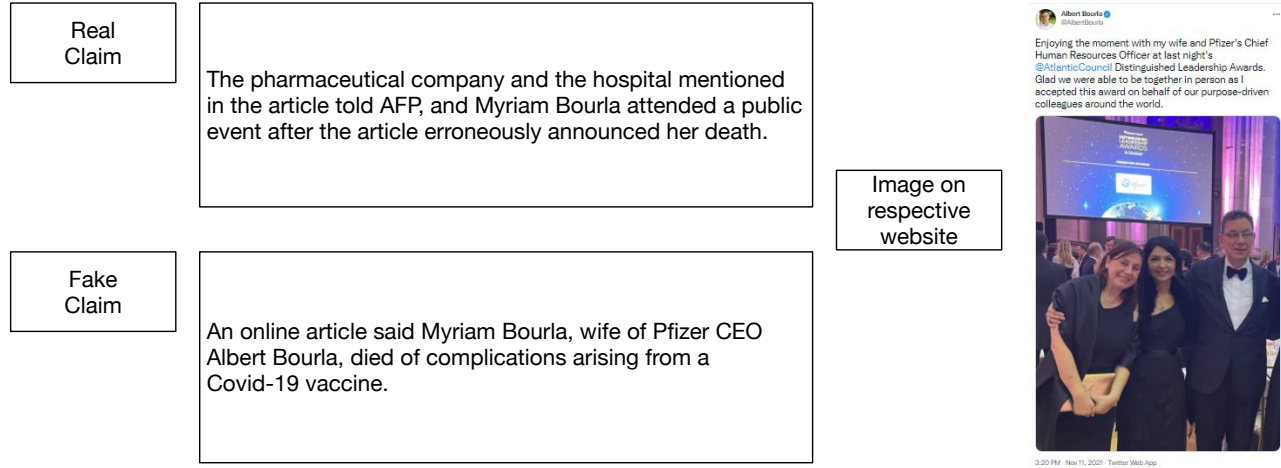 Real
Claim
The pharmaceutical company and the hospital mentioned
in the article told AFP, and Myriam Bourla attended a public
event after the article erroneously announced her death.
Fake
Claim
An online article said Myriam Bourla, wife of Pfizer CEO
Albert Bourla, died of complications arising from a
Covid-19 vaccine.
Image on
respective
website
Albert Bourla
@AlbertBourla
Enjoying the moment with my wife and Pfizer's Chief
Human Resources Officer at last night's
@AtlanticCouncil Distinguished Leadership Awards.
Glad we were able to be together in person as I
accepted this award on behalf of our purpose-driven
colleagues around the world.
DISTINGUISHED
LEADERSHIP
AWARDS
3:20 PM · Nov 11, 2021 · Twitter Web App